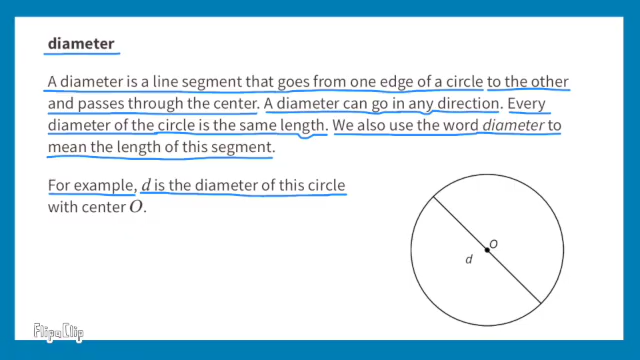 diameter
A diameter is a line segment that goes from one edge of a circle to the other
and passes through the center. A diameter can go in any direction. Every
diameter of the circle is the same length. We also use the word diameter to
mean the length of this segment.
For example, d is the diameter of this circle
with center O.
O
d
FlipaClip